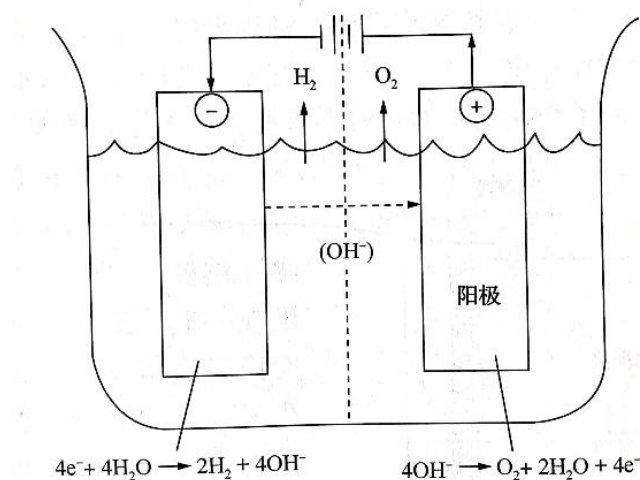 H₂ O₂
− +
(OH⁻)
阳极
4e⁻+ 4H₂O → 2H₂ + 4OH⁻
4OH⁻ → O₂+ 2H₂O + 4e⁻